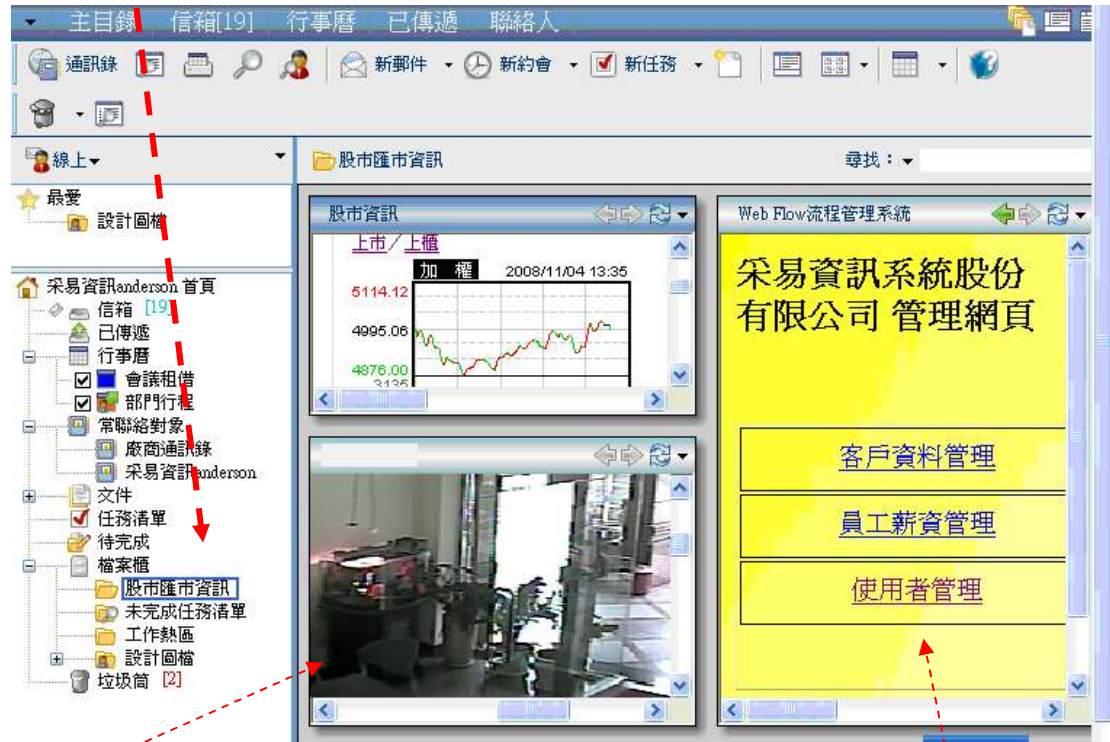 主目錄 信箱[19] 行事曆 已傳遞 聯絡人
通訊錄 新郵件 新約會 新任務
線上
股市匯市資訊 尋找：
最愛
設計圖檔
采易資訊anderson 首頁
信箱 [19]
已傳遞
行事曆
會議租借
部門行程
常聯絡對象
廠商通訊錄
采易資訊anderson
文件
任務清單
待完成
檔案櫃
股市匯市資訊
未完成任務清單
工作熱區
設計圖檔
垃圾筒 [2]
股市資訊
上市／上櫃
加 權 2008/11/04 13:35
5114.12
4995.06
4876.00
3135
Web Flow流程管理系統
采易資訊系統股份
有限公司 管理網頁
客戶資料管理
員工薪資管理
使用者管理